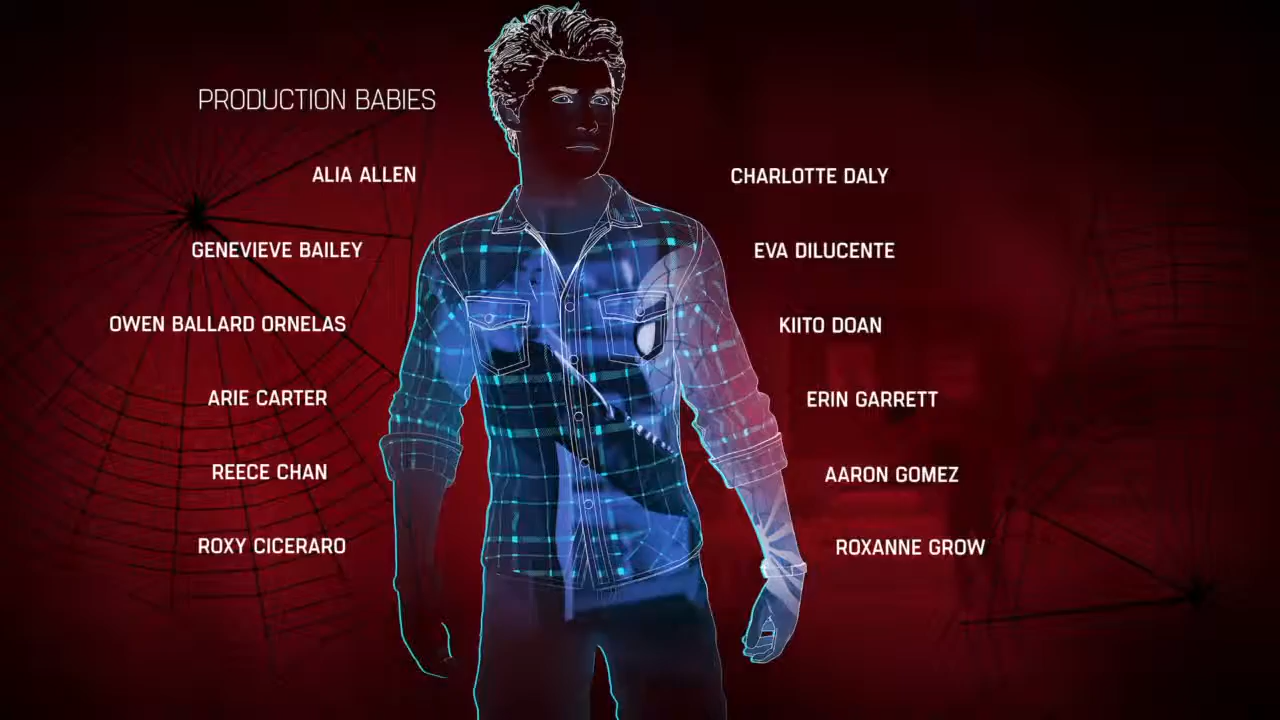 PRODUCTION BABIES
ALIA ALLEN
GENEVIEVE BAILEY
OWEN BALLARD ORNELAS
ARIE CARTER
REECE CHAN
ROXY CICERARO
CHARLOTTE DALY
EVA DILUCENTE
KIITO DOAN
ERIN GARRETT
AARON GOMEZ
ROXANNE GROW